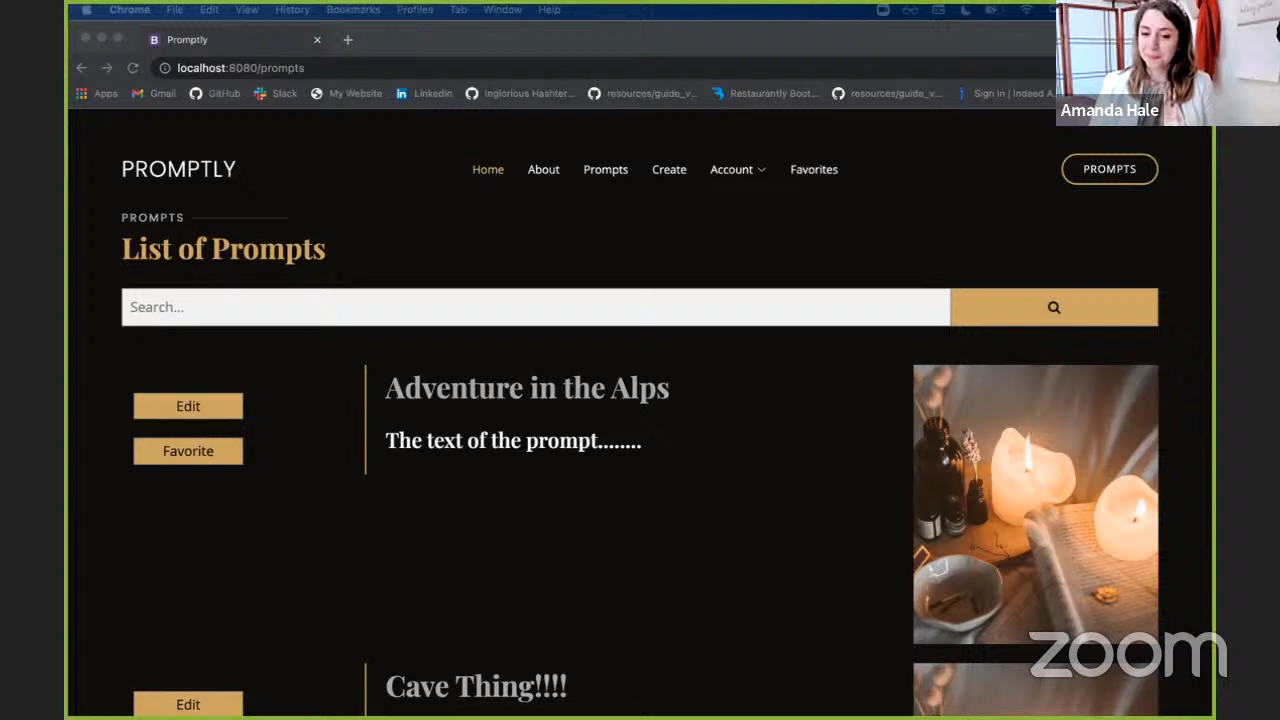 Chrome File Edit View History Bookmarks Profiles Tab Window Help
Promptly
localhost:8080/prompts
Apps Gmail GitHub Slack My Website LinkedIn Inglorious Hashter... resources/guide_v... Restaurantly Boot... resources/guide_v... Sign In | Indeed A
Amanda Hale
PROMPTLY
Home About Prompts Create Account Favorites
PROMPTS
PROMPTS
List of Prompts
Search...
Adventure in the Alps
Edit
The text of the prompt........
Favorite
zoom
Cave Thing!!!!
Edit